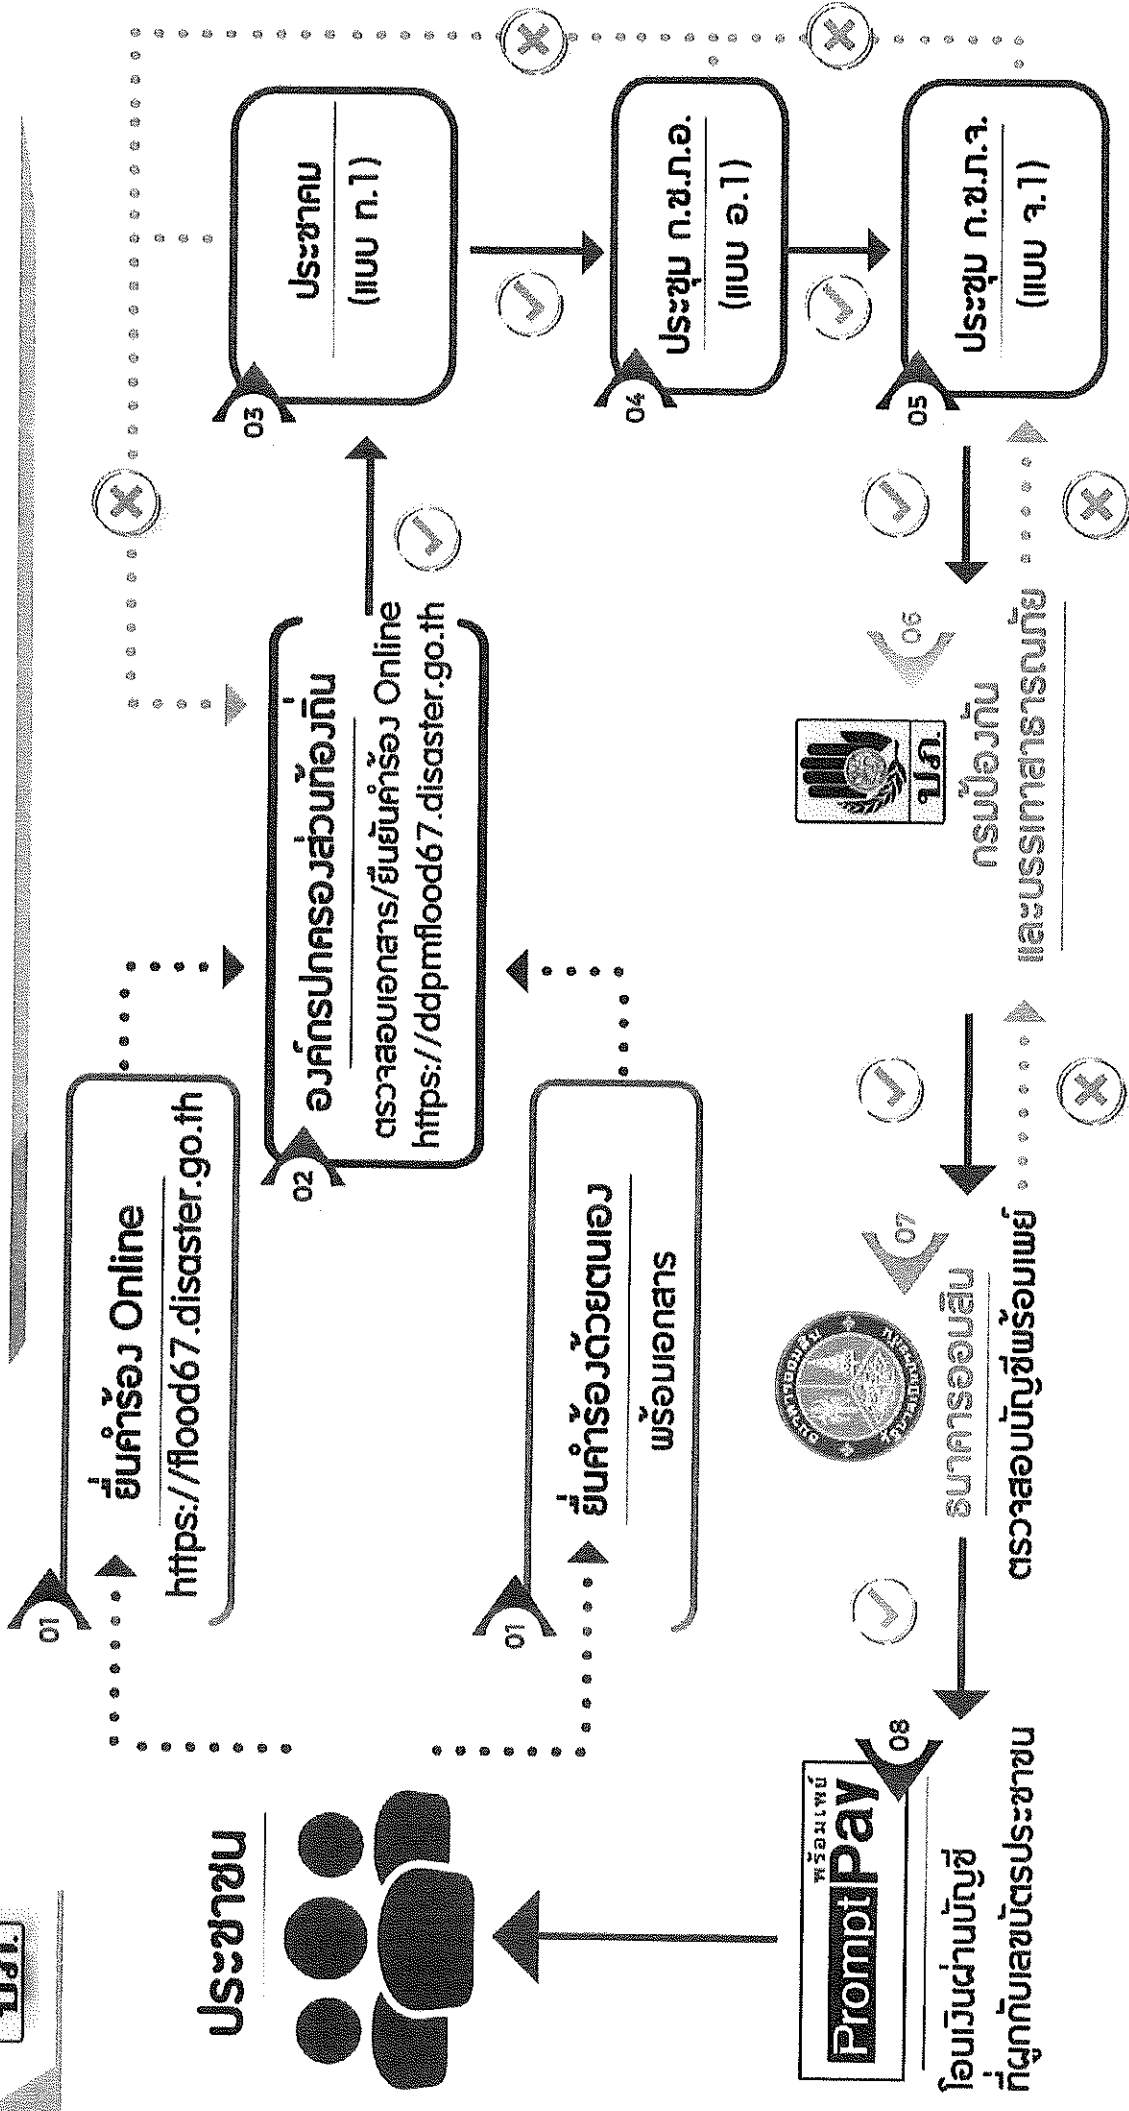 ปภ.
ประชาชน
01
ยื่นคำร้อง Online
https://flood67.disaster.go.th
01
ยื่นคำร้องด้วยตนเอง
พร้อมเอกสาร
02
องค์กรปกครองส่วนท้องถิ่น
ตรวจสอบเอกสาร/ยืนยันคำร้อง Online
https://ddpmflood67.disaster.go.th
03
ประชาคม
(แบบ ท.1)
04
ประชุม ก.ช.ภ.อ.
(แบบ อ.1)
05
ประชุม ก.ช.ภ.จ.
(แบบ จ.1)
06
ปภ.
กรมป้องกัน
และบรรเทาสาธารณภัย
07
ธนาคารออมสิน
ตรวจสอบบัญชีพร้อมเพย์
08
พร้อมเพย์
PromptPay
โอนเงินผ่านบัญชี
ที่ผูกกับเลขบัตรประชาชน